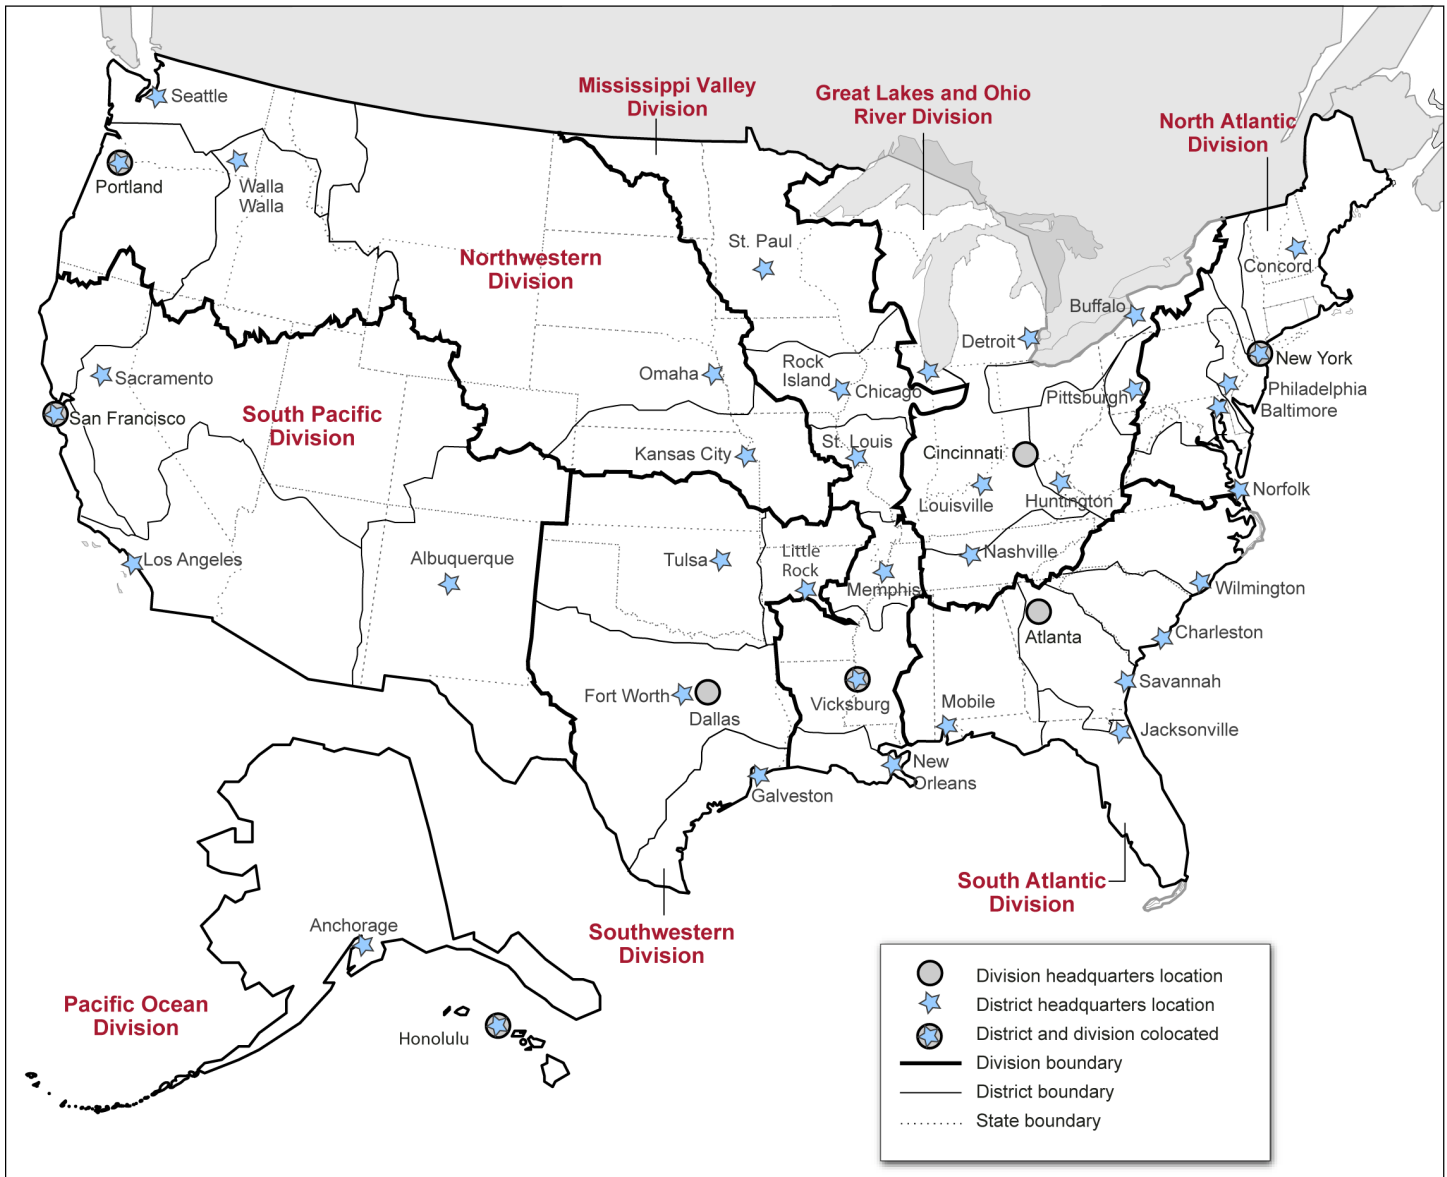 Mississippi Valley
Division
Great Lakes and Ohio
River Division
North Atlantic
Division
Seattle
Portland
Walla
Walla
Northwestern
Division
St. Paul
Concord
Buffalo
Detroit
New York
Omaha
Rock
Island
Chicago
Pittsburgh
Philadelphia
Baltimore
Sacramento
San Francisco
South Pacific
Division
Kansas City
St. Louis
Cincinnati
Louisville
Huntington
Norfolk
Los Angeles
Albuquerque
Tulsa
Little
Rock
Memphis
Nashville
Wilmington
Atlanta
Charleston
Fort Worth
Dallas
Vicksburg
Mobile
Savannah
Jacksonville
Galveston
New
Orleans
South Atlantic
Division
Southwestern
Division
Anchorage
Pacific Ocean
Division
Honolulu
Division headquarters location
District headquarters location
District and division colocated
Division boundary
District boundary
State boundary